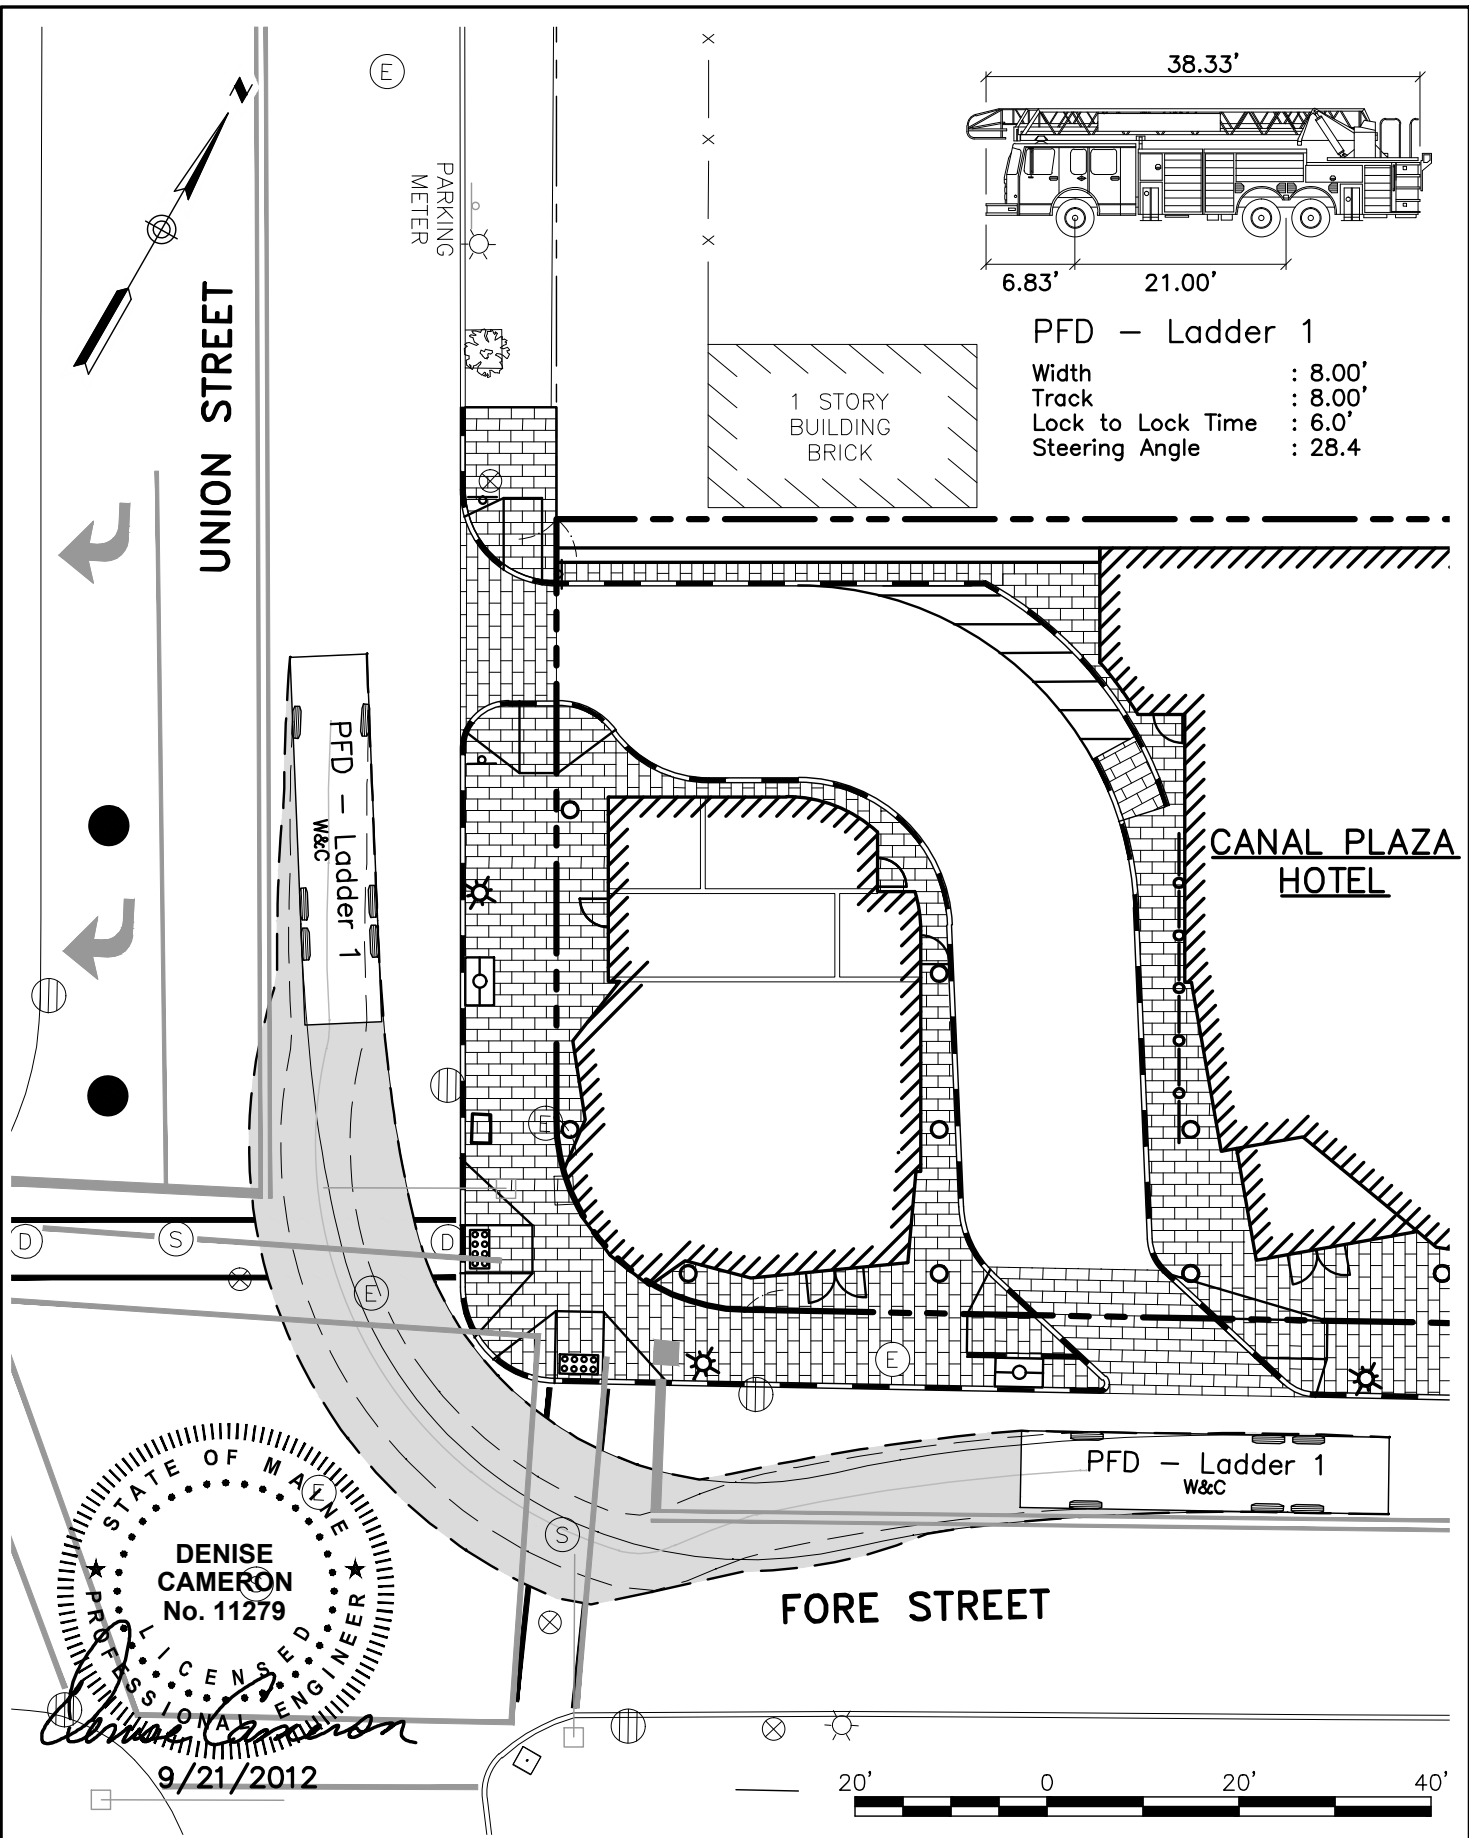 38.33'
6.83'
21.00'
PFD – Ladder 1
Width : 8.00'
Track : 8.00'
Lock to Lock Time : 6.0'
Steering Angle : 28.4
N
E
PARKING
METER
UNION STREET
1 STORY
BUILDING
BRICK
PFD – Ladder 1
W&C
CANAL PLAZA
HOTEL
E
D
S
D
E
E
PFD – Ladder 1
W&C
S
FORE STREET
STATE OF MAINE
E
DENISE
CAMERON
No. 11279
S
LICENSED
PROFESSIONAL ENGINEER
Denise Cameron
9/21/2012
20'
0
20'
40'